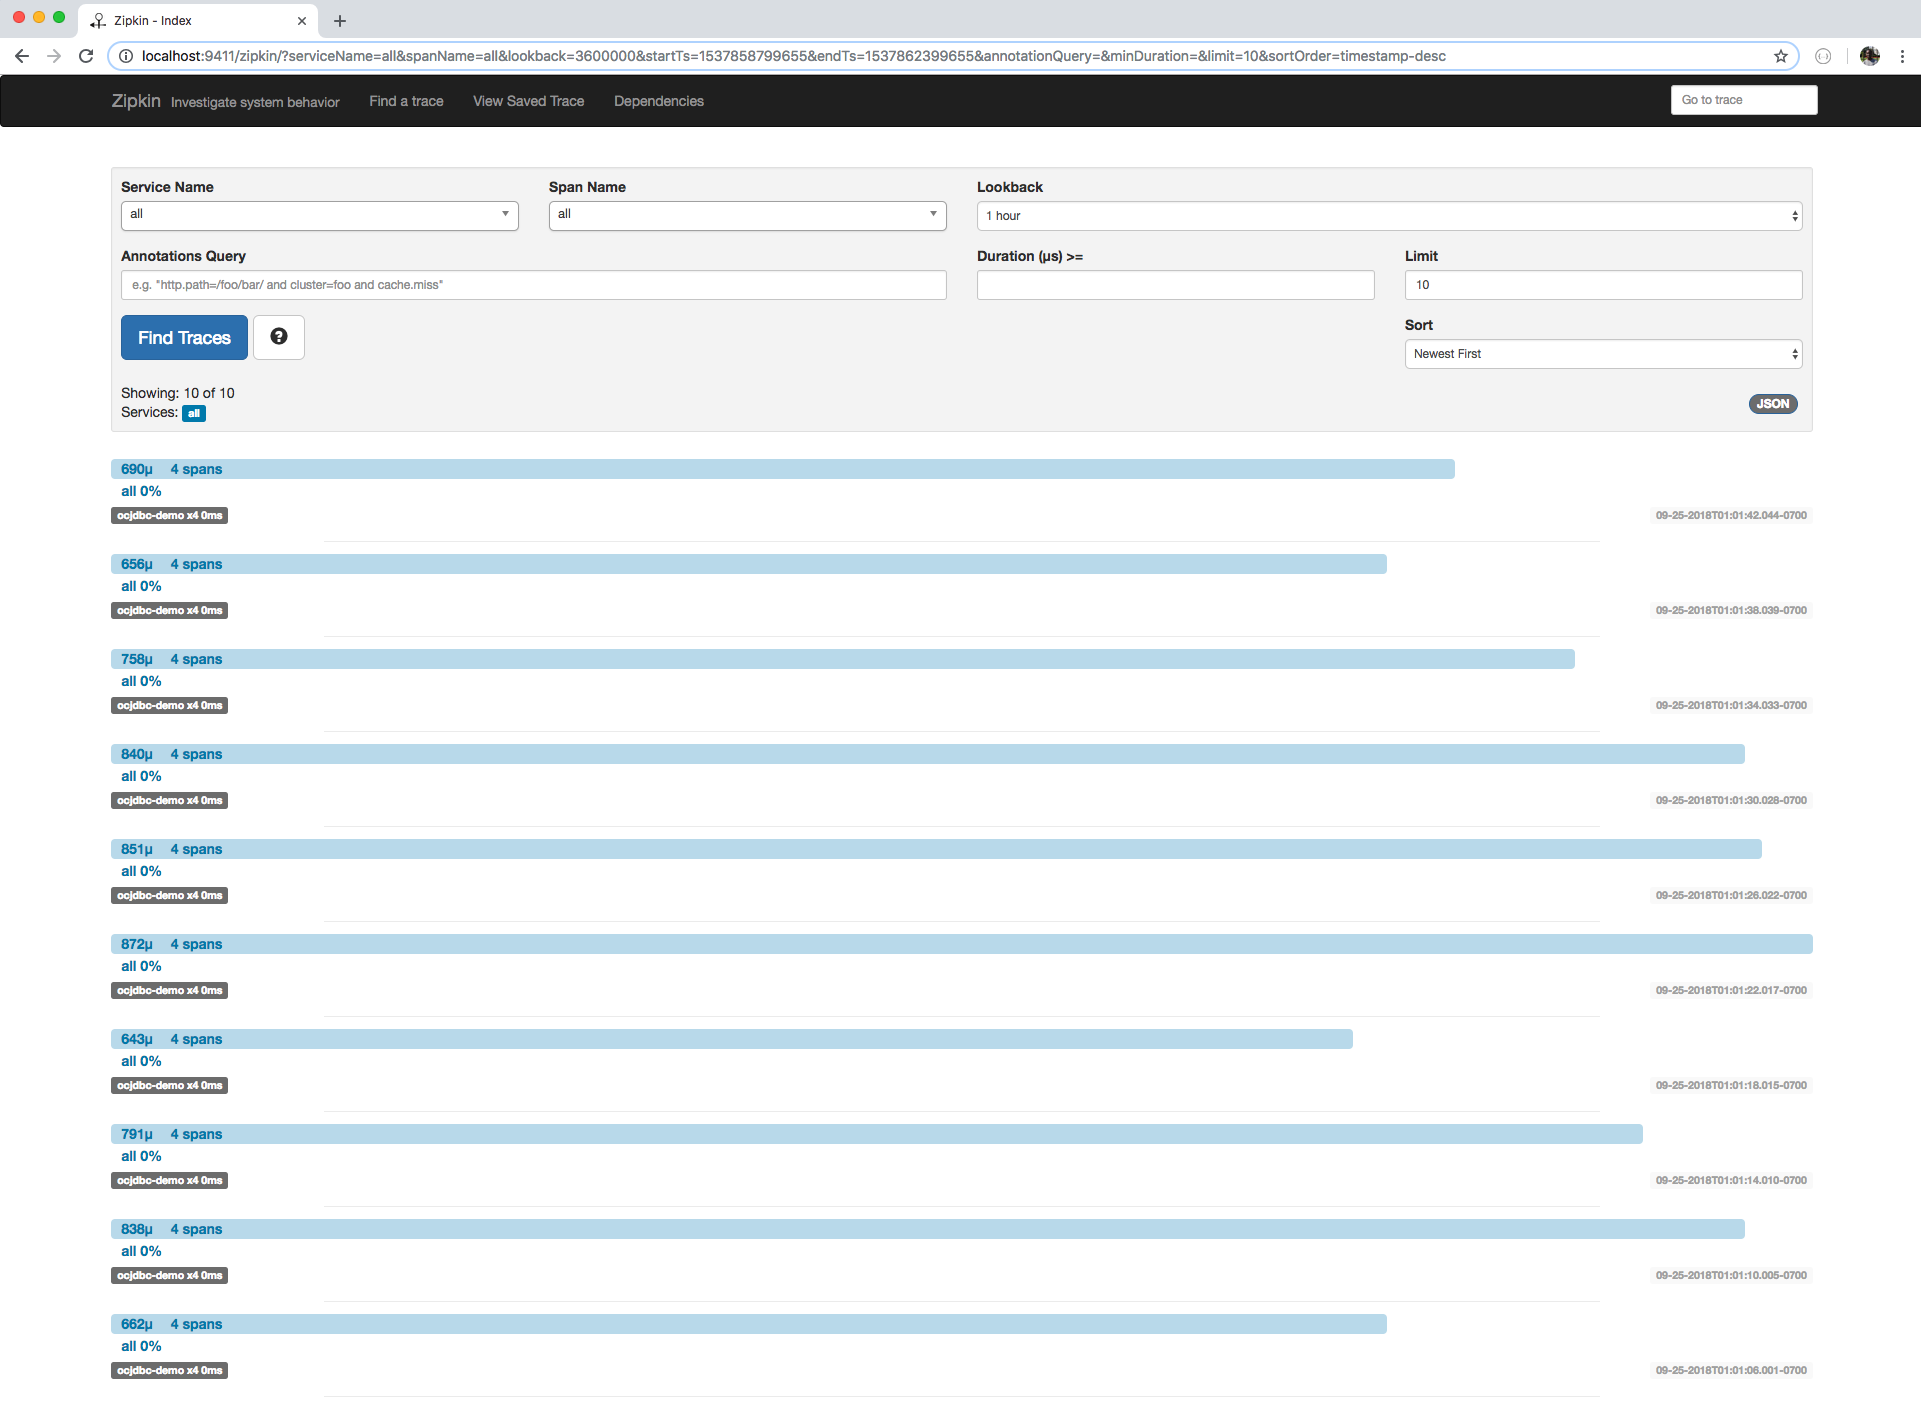 Zipkin - Index
localhost:9411/zipkin/?serviceName=all&spanName=all&lookback=3600000&startTs=1537858799655&endTs=1537862399655&annotationQuery=&minDuration=&limit=10&sortOrder=timestamp-desc
Zipkin Investigate system behavior Find a trace View Saved Trace Dependencies Go to trace
Service Name Span Name Lookback
all all 1 hour
Annotations Query Duration (μs) >= Limit
e.g. "http.path=/foo/bar/ and cluster=foo and cache.miss" 10
Find Traces ? Sort
Newest First
Showing: 10 of 10
Services: all JSON
690μ 4 spans
all 0%
ocjdbc-demo x4 0ms 09-25-2018T01:01:42.044-0700
656μ 4 spans
all 0%
ocjdbc-demo x4 0ms 09-25-2018T01:01:38.039-0700
758μ 4 spans
all 0%
ocjdbc-demo x4 0ms 09-25-2018T01:01:34.033-0700
840μ 4 spans
all 0%
ocjdbc-demo x4 0ms 09-25-2018T01:01:30.028-0700
851μ 4 spans
all 0%
ocjdbc-demo x4 0ms 09-25-2018T01:01:26.022-0700
872μ 4 spans
all 0%
ocjdbc-demo x4 0ms 09-25-2018T01:01:22.017-0700
643μ 4 spans
all 0%
ocjdbc-demo x4 0ms 09-25-2018T01:01:18.015-0700
791μ 4 spans
all 0%
ocjdbc-demo x4 0ms 09-25-2018T01:01:14.010-0700
838μ 4 spans
all 0%
ocjdbc-demo x4 0ms 09-25-2018T01:01:10.005-0700
662μ 4 spans
all 0%
ocjdbc-demo x4 0ms 09-25-2018T01:01:06.001-0700